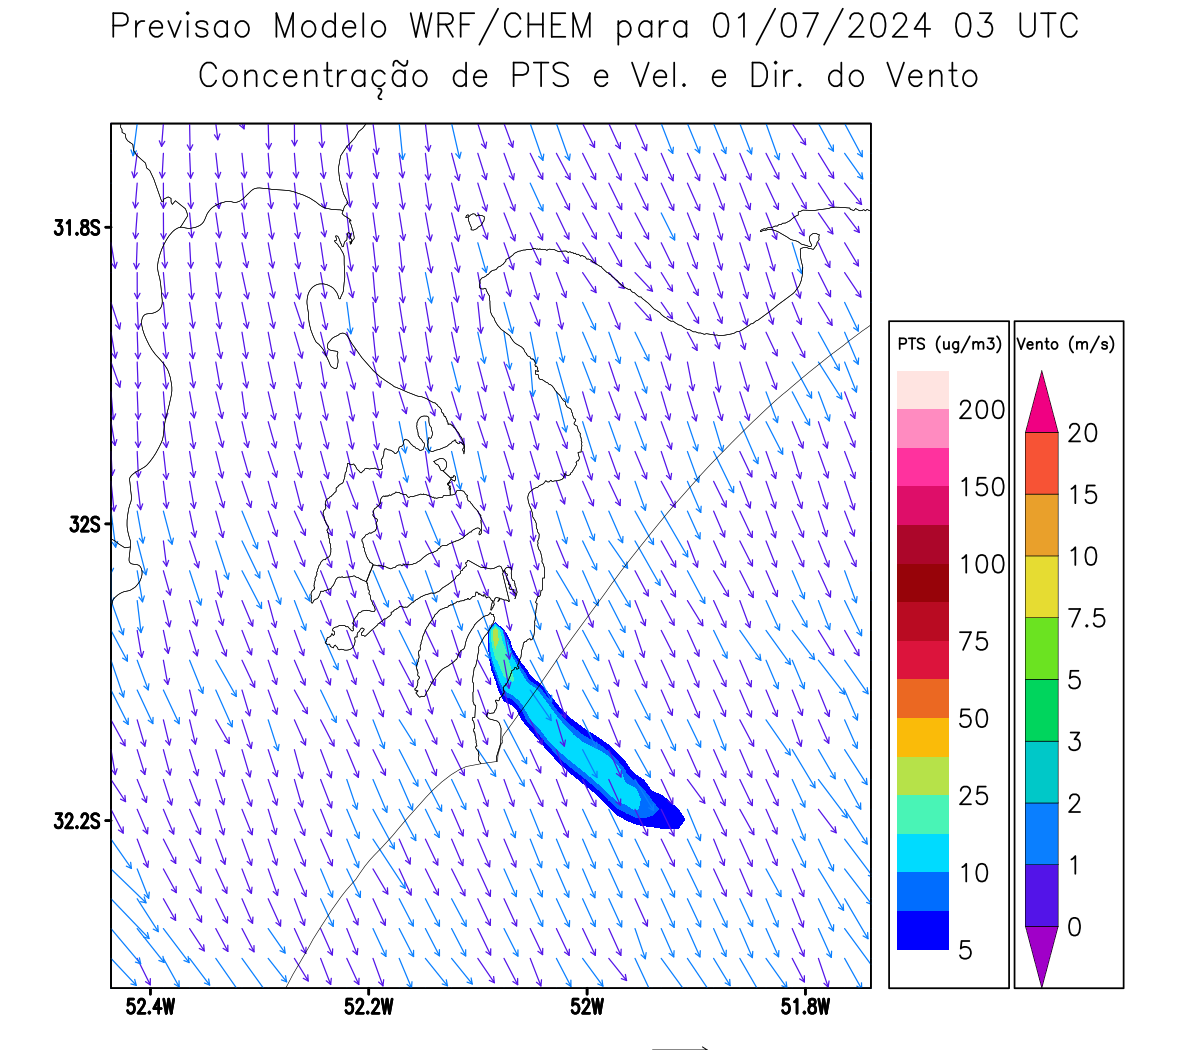 Previsao Modelo WRF/CHEM para 01/07/2024 03 UTC
Concentração de PTS e Vel. e Dir. do Vento
31.8S
32S
32.2S
52.4W
52.2W
52W
51.8W
PTS (ug/m3)
200
150
100
75
50
25
10
5
Vento (m/s)
20
15
10
7.5
5
3
2
1
0